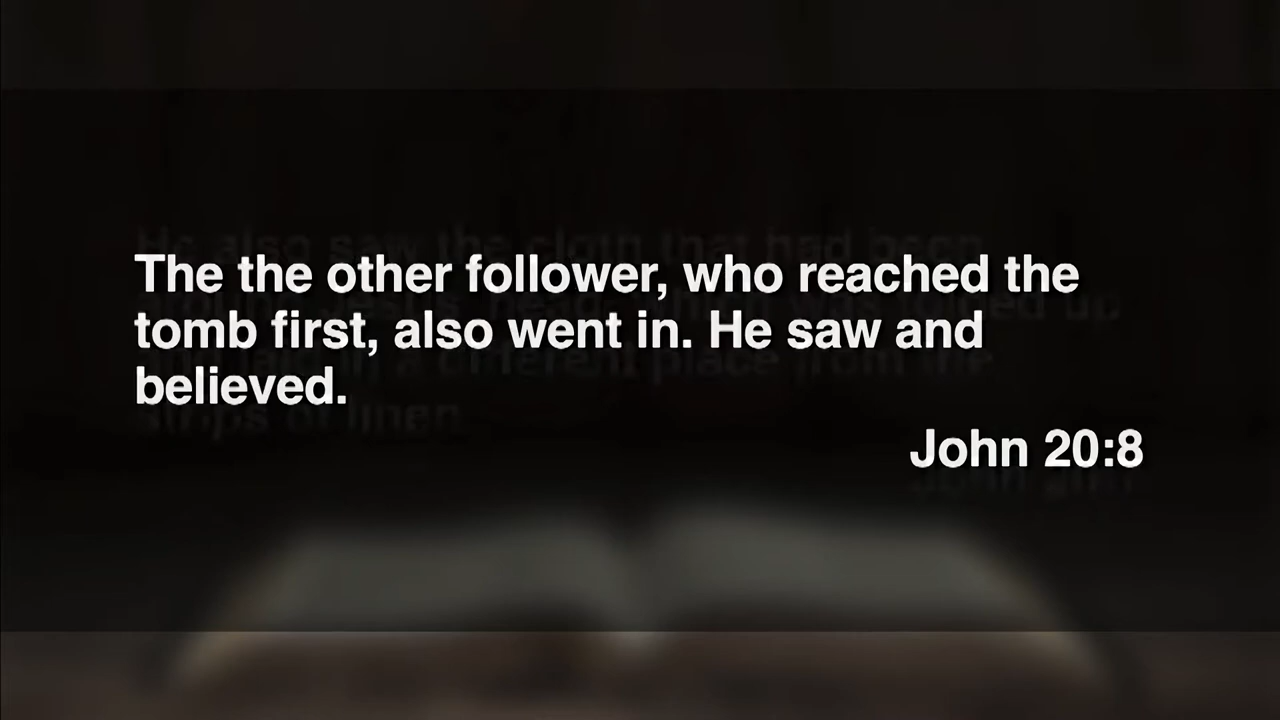 The the other follower, who reached the
tomb first, also went in. He saw and
believed.
John 20:8